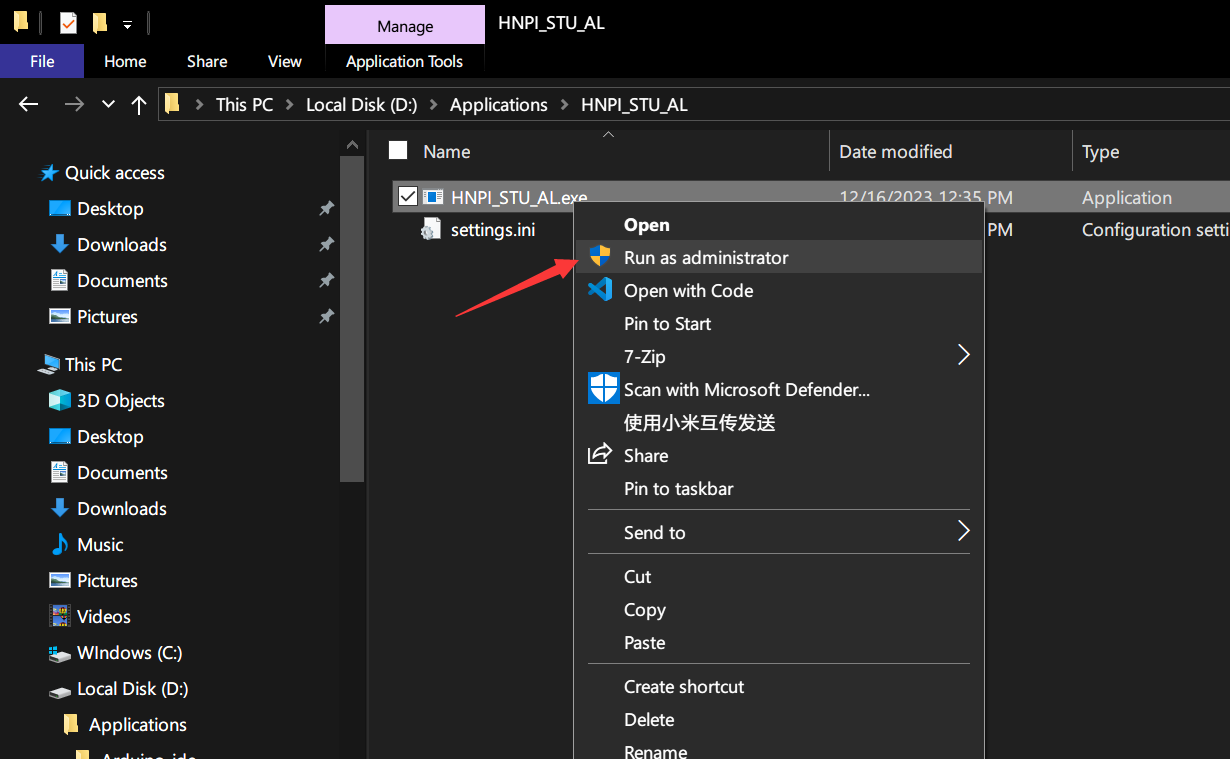 Manage
HNPI_STU_AL
File
Home
Share
View
Application Tools
This PC
Local Disk (D:)
Applications
HNPI_STU_AL
Name
Date modified
Type
Quick access
Desktop
Downloads
Documents
Pictures
This PC
3D Objects
Desktop
Documents
Downloads
Music
Pictures
Videos
WIndows (C:)
Local Disk (D:)
Applications
Arduino_ide
HNPI_STU_AL.exe
12/16/2023 12:35 PM
Application
settings.ini
PM
Configuration setti
Open
Run as administrator
Open with Code
Pin to Start
7-Zip
Scan with Microsoft Defender...
使用小米互传发送
Share
Pin to taskbar
Send to
Cut
Copy
Paste
Create shortcut
Delete
Rename